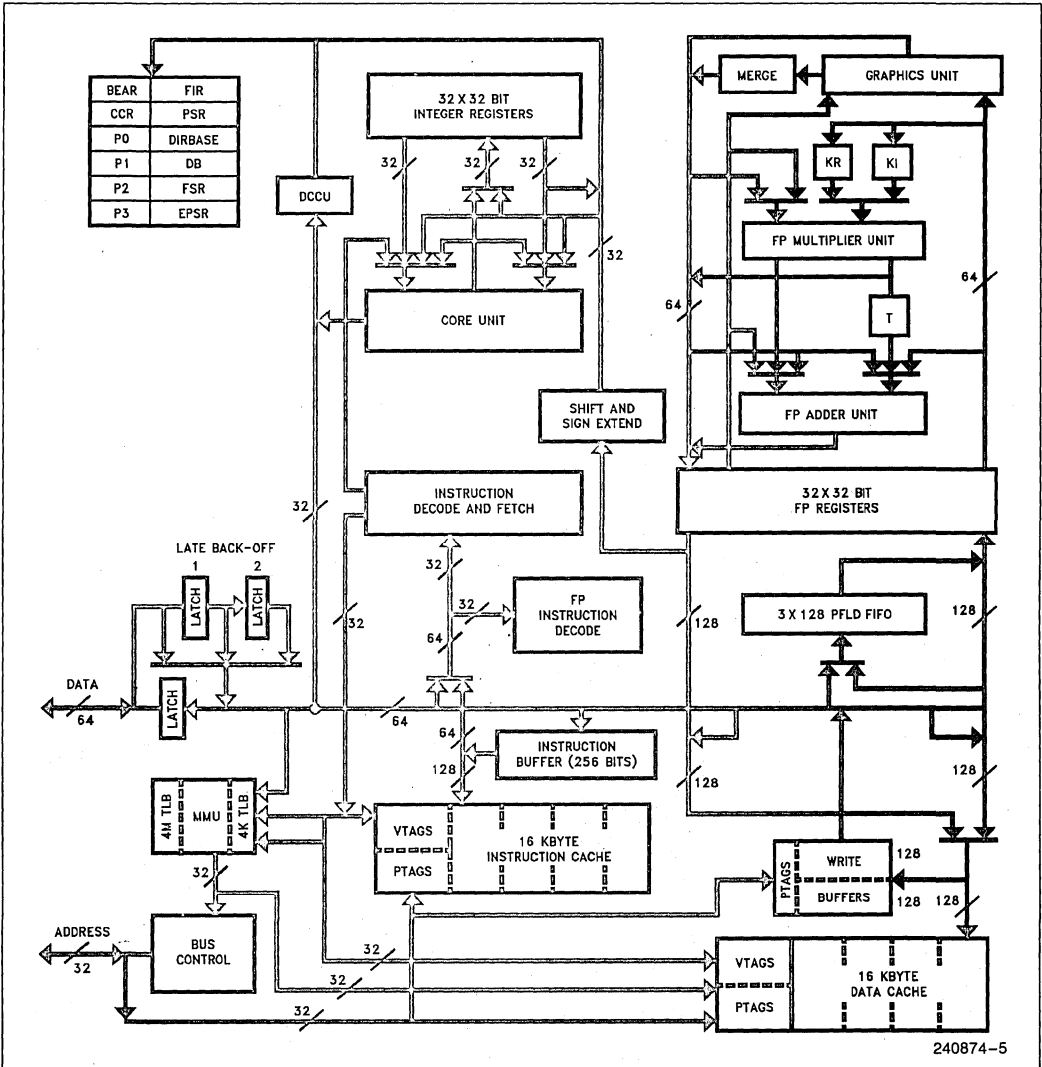 BEAR FIR
CCR PSR
P0 DIRBASE
P1 DB
P2 FSR
P3 EPSR
DCCU
32 X 32 BIT
INTEGER REGISTERS
32
32
32
32
CORE UNIT
SHIFT AND
SIGN EXTEND
MERGE
GRAPHICS UNIT
KR
KI
FP MULTIPLIER UNIT
64
64
T
FP ADDER UNIT
32 X 32 BIT
FP REGISTERS
INSTRUCTION
DECODE AND FETCH
32
LATE BACK-OFF
1 2
LATCH
LATCH
32
32
32
64
FP
INSTRUCTION
DECODE
128
3 X 128 PFLD FIFO
128
DATA
64
LATCH
64
64
128
INSTRUCTION
BUFFER (256 BITS)
128
128
4M TLB
MMU
4K TLB
VTAGS
PTAGS
16 KBYTE
INSTRUCTION CACHE
PTAGS
WRITE
BUFFERS
128
128
128
32
ADDRESS
32
BUS
CONTROL
32
32
32
VTAGS
PTAGS
16 KBYTE
DATA CACHE
240874-5